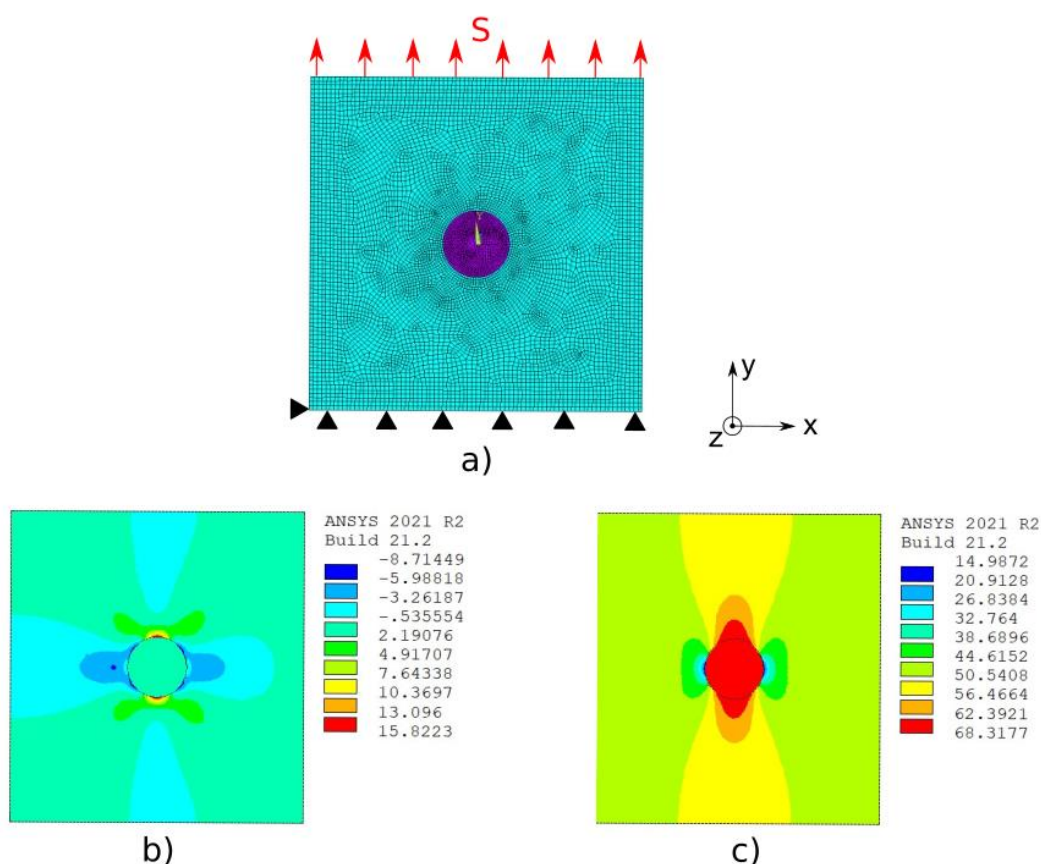 S
Y
y
z
x
a)
ANSYS 2021 R2
Build 21.2
-8.71449
-5.98818
-3.26187
-.535554
2.19076
4.91707
7.64338
10.3697
13.096
15.8223
b)
ANSYS 2021 R2
Build 21.2
14.9872
20.9128
26.8384
32.764
38.6896
44.6152
50.5408
56.4664
62.3921
68.3177
c)